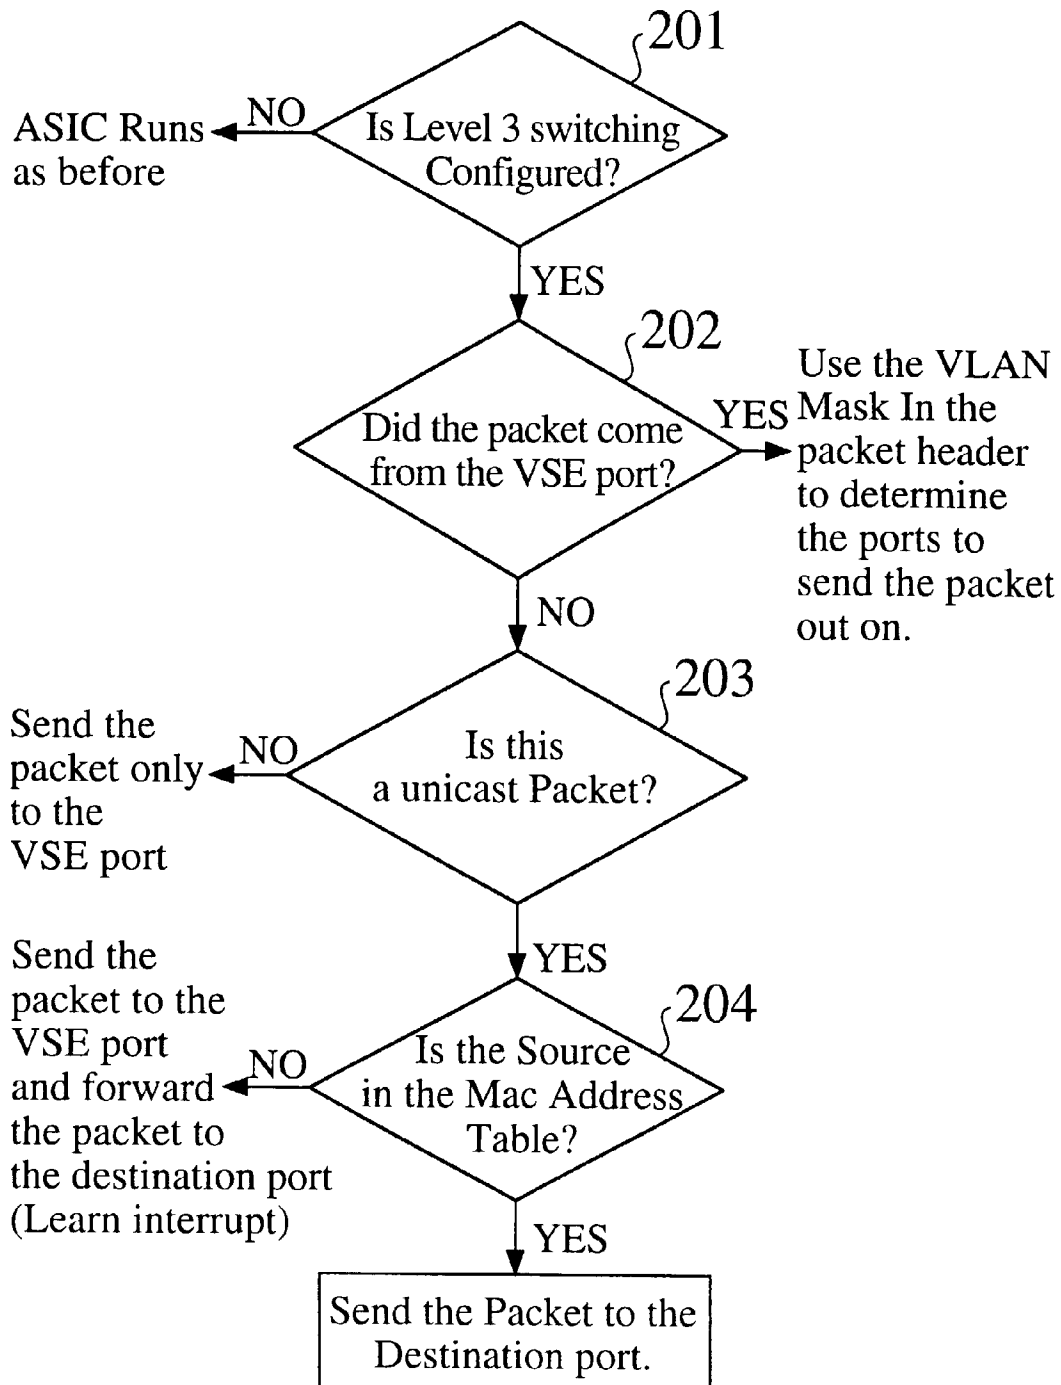 201
Is Level 3 switching
Configured?
NO
ASIC Runs
as before
YES
202
Did the packet come
from the VSE port?
YES
Use the VLAN
Mask In the
packet header
to determine
the ports to
send the packet
out on.
NO
203
Is this
a unicast Packet?
NO
Send the
packet only
to the
VSE port
YES
204
Is the Source
in the Mac Address
Table?
NO
Send the
packet to the
VSE port
and forward
the packet to
the destination port
(Learn interrupt)
YES
Send the Packet to the
Destination port.